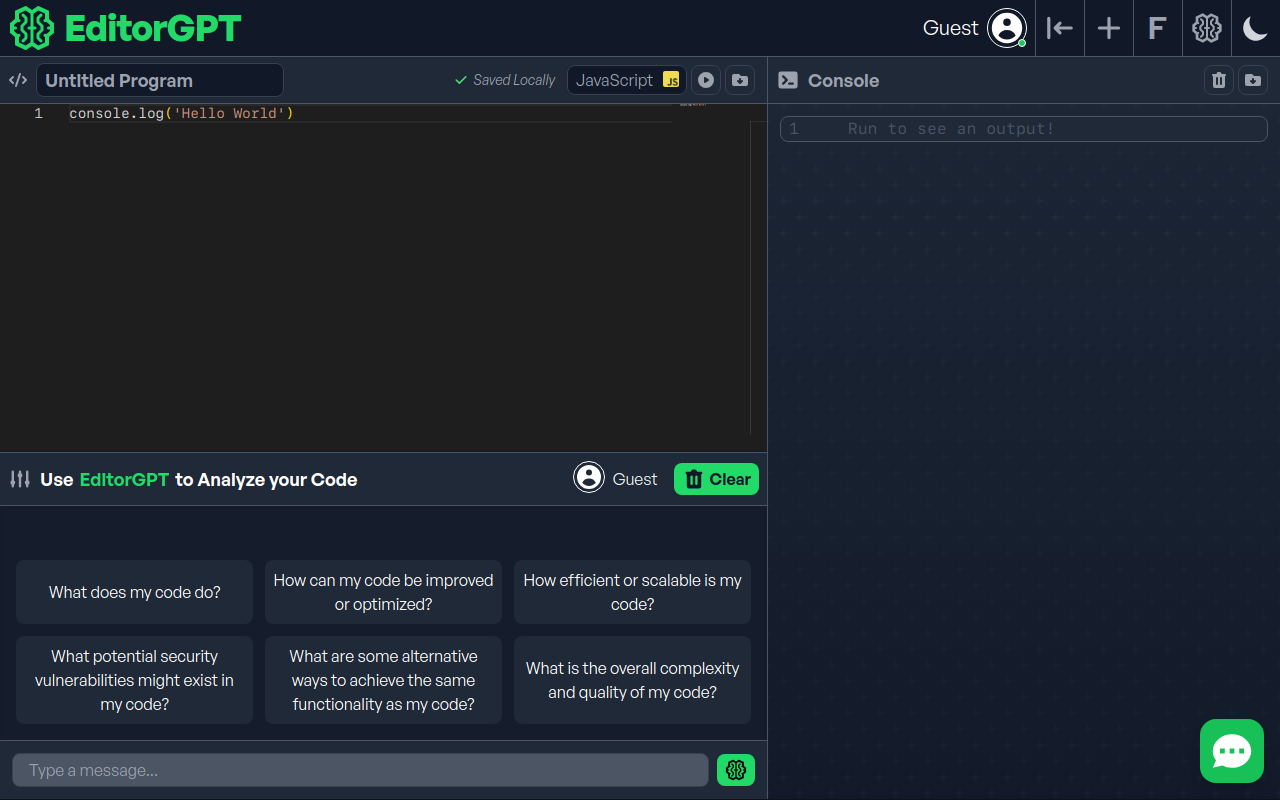 EditorGPT
Guest
F
Untitled Program
Saved Locally
JavaScript
JS
Console
1 console.log('Hello World')
1 Run to see an output!
Use EditorGPT to Analyze your Code
Guest
Clear
What does my code do?
How can my code be improved
or optimized?
How efficient or scalable is my
code?
What potential security
vulnerabilities might exist in
my code?
What are some alternative
ways to achieve the same
functionality as my code?
What is the overall complexity
and quality of my code?
Type a message...